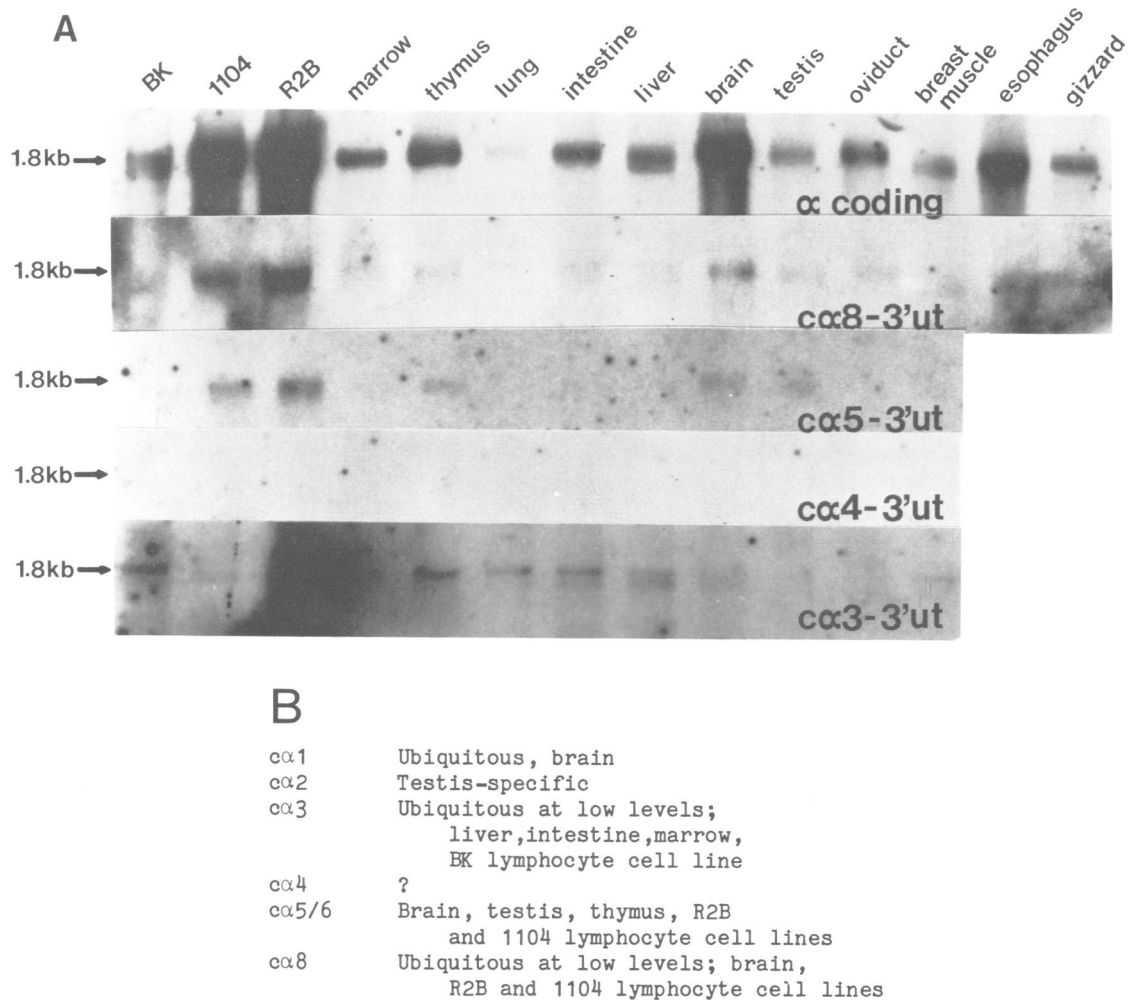 A
BK 1104 R2B marrow thymus lung intestine liver brain testis oviduct breast muscle esophagus gizzard
1.8kb
∝ coding
1.8kb
c∝8-3'ut
1.8kb
c∝5-3'ut
1.8kb
c∝4-3'ut
1.8kb
c∝3-3'ut
B
cα1 Ubiquitous, brain
cα2 Testis-specific
cα3 Ubiquitous at low levels;
liver,intestine,marrow,
BK lymphocyte cell line
cα4 ?
cα5/6 Brain, testis, thymus, R2B
and 1104 lymphocyte cell lines
cα8 Ubiquitous at low levels; brain,
R2B and 1104 lymphocyte cell lines